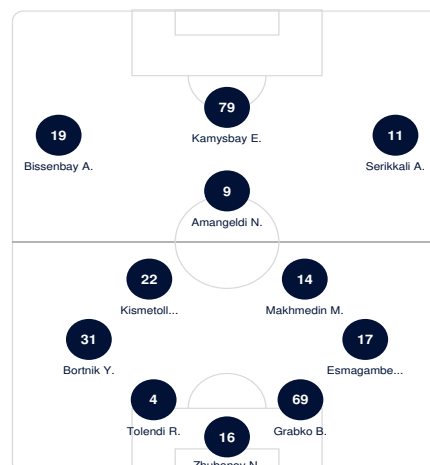 79
Kamysbay E.
19
Bissenbay A.
11
Serikkali A.
9
Amangeldi N.
22
Kismetoll...
14
Makhmedin M.
31
Bortnik Y.
17
Esmagambe...
4
Tolendi R.
69
Grabko B.
16